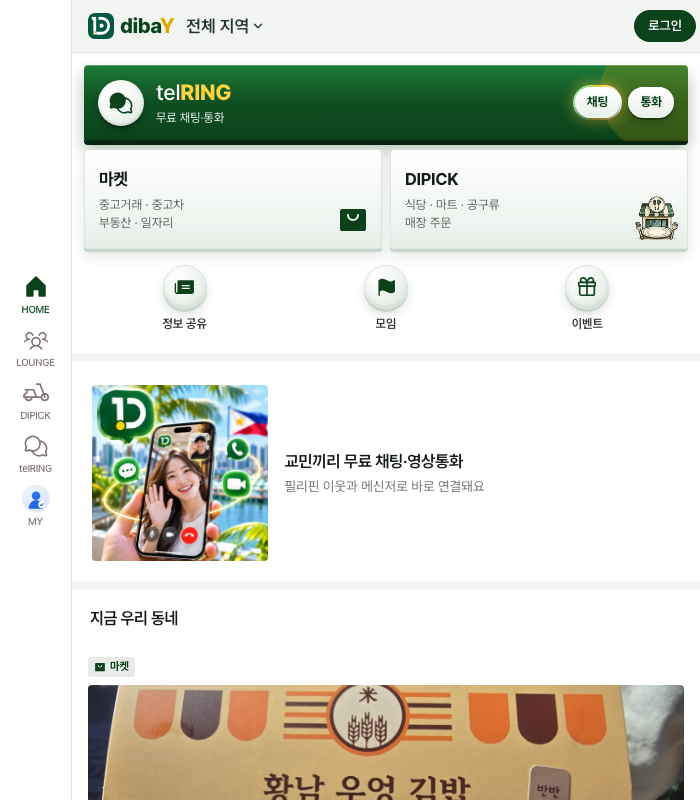 dibaY
전체 지역
로그인
telRING
무료 채팅·통화
채팅
통화
마켓
중고거래 · 중고차
부동산 · 일자리
DIPICK
식당 · 마트 · 공구류
매장 주문
정보 공유
모임
이벤트
HOME
LOUNGE
DIPICK
telRING
MY
교민끼리 무료 채팅·영상통화
필리핀 이웃과 메신저로 바로 연결돼요
지금 우리 동네
마켓
米
황남 우엉 김밥
반반